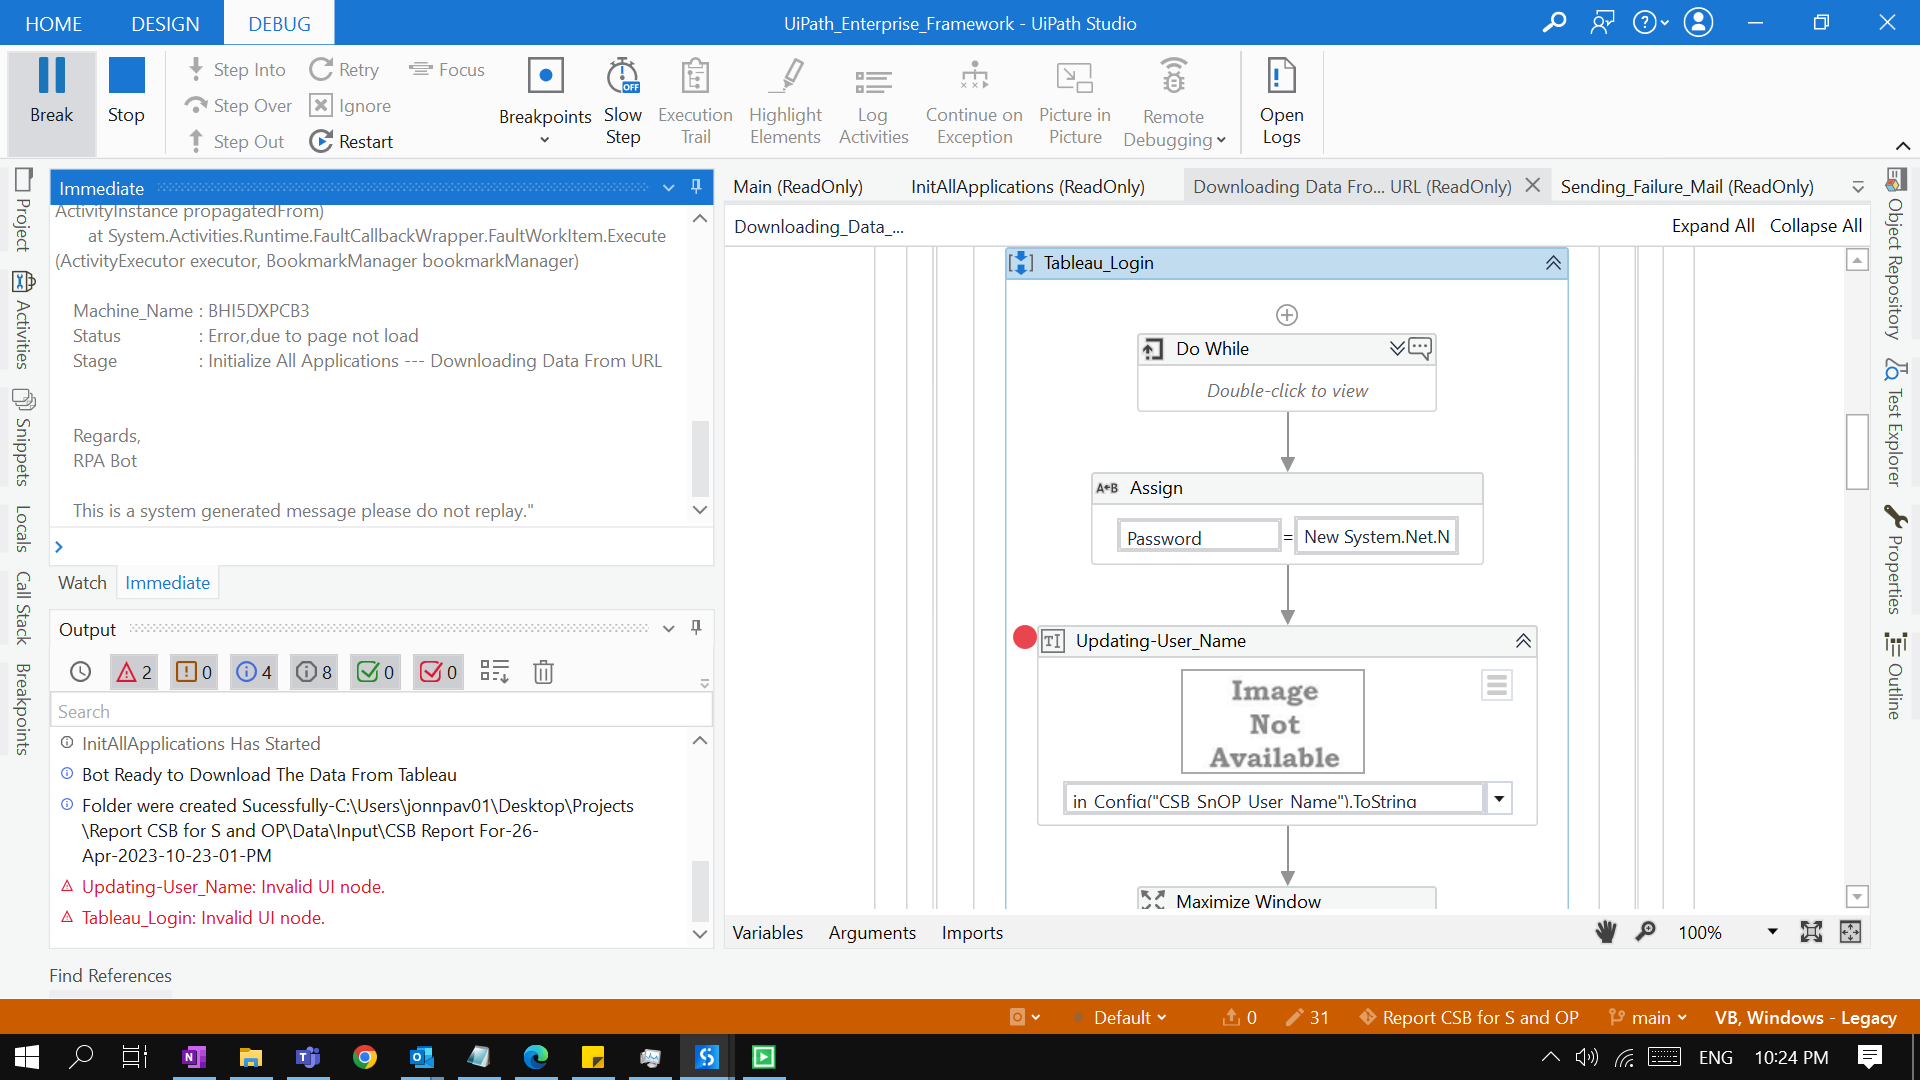 HOME
DESIGN
DEBUG
UiPath_Enterprise_Framework - UiPath Studio
Break
Stop
Step Into
Step Over
Step Out
Retry
Ignore
Restart
Focus
Breakpoints
Slow
Step
OFF
Execution
Trail
Highlight
Elements
Log
Activities
Continue on
Exception
Picture in
Picture
Remote
Debugging
Open
Logs
Project
Activities
Snippets
Locals
Call Stack
Breakpoints
Immediate
ActivityInstance propagatedFrom)
at System.Activities.Runtime.FaultCallbackWrapper.FaultWorkItem.Execute
(ActivityExecutor executor, BookmarkManager bookmarkManager)
Machine_Name : BHI5DXPCB3
Status : Error,due to page not load
Stage : Initialize All Applications --- Downloading Data From URL
Regards,
RPA Bot
This is a system generated message please do not replay."
Watch
Immediate
Output
2
0
4
8
0
0
Search
InitAllApplications Has Started
Bot Ready to Download The Data From Tableau
Folder were created Sucessfully-C:\Users\jonnpav01\Desktop\Projects
\Report CSB for S and OP\Data\Input\CSB Report For-26-
Apr-2023-10-23-01-PM
Updating-User_Name: Invalid UI node.
Tableau_Login: Invalid UI node.
Find References
Main (ReadOnly)
InitAllApplications (ReadOnly)
Downloading Data Fro... URL (ReadOnly)
Sending_Failure_Mail (ReadOnly)
Downloading_Data_...
Expand All
Collapse All
Tableau_Login
Do While
Double-click to view
A←B Assign
Password = New System.Net.N
Updating-User_Name
Image
Not
Available
in_Config("CSB_SnOP_User_Name").ToString
Maximize Window
Variables
Arguments
Imports
100%
Object Repository
Test Explorer
Properties
Outline
Default
0
31
Report CSB for S and OP
main
VB, Windows - Legacy
ENG
10:24 PM